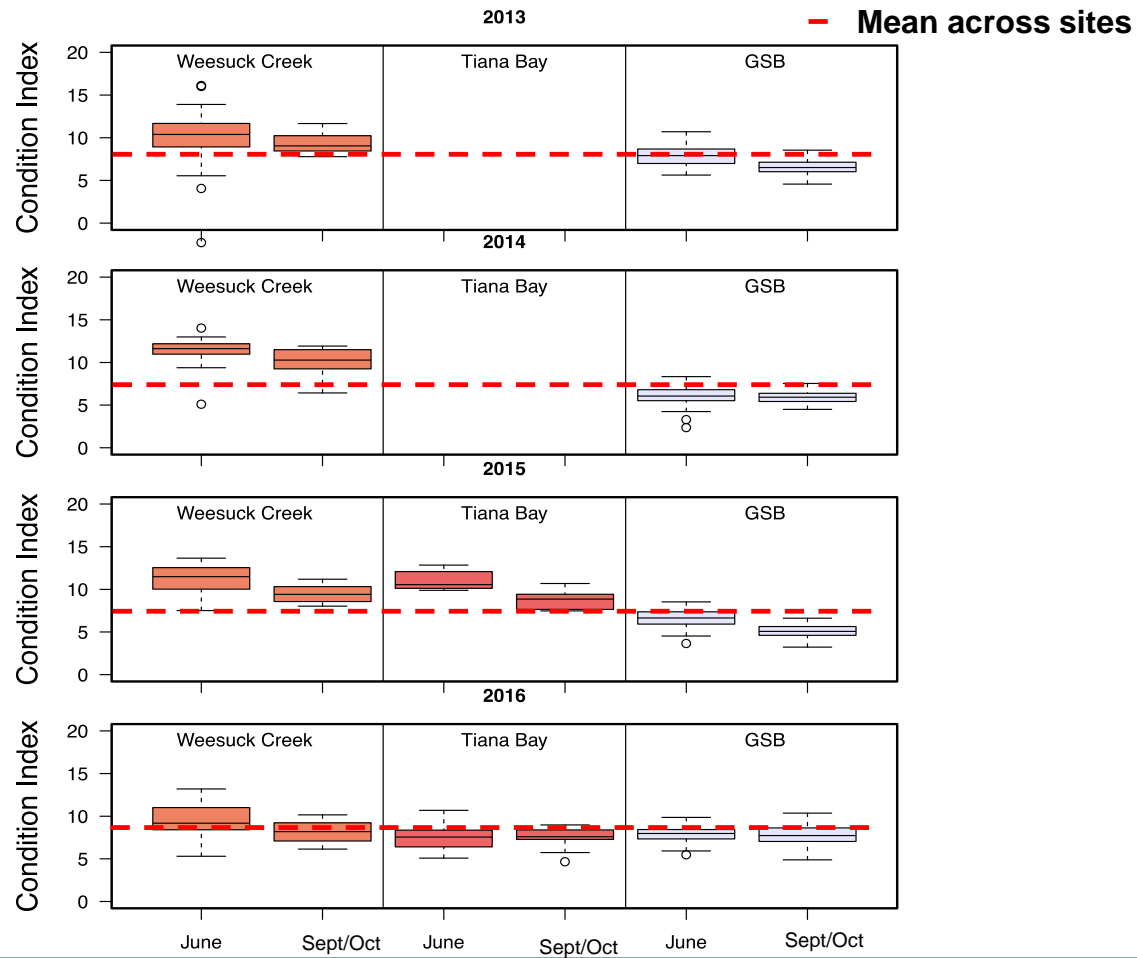 2013
Mean across sites
Condition Index
20
15
10
5
0
Weesuck Creek
Tiana Bay
GSB
2014
Condition Index
20
15
10
5
0
Weesuck Creek
Tiana Bay
GSB
2015
Condition Index
20
15
10
5
0
Weesuck Creek
Tiana Bay
GSB
2016
Condition Index
20
15
10
5
0
Weesuck Creek
Tiana Bay
GSB
June
Sept/Oct
June
Sept/Oct
June
Sept/Oct